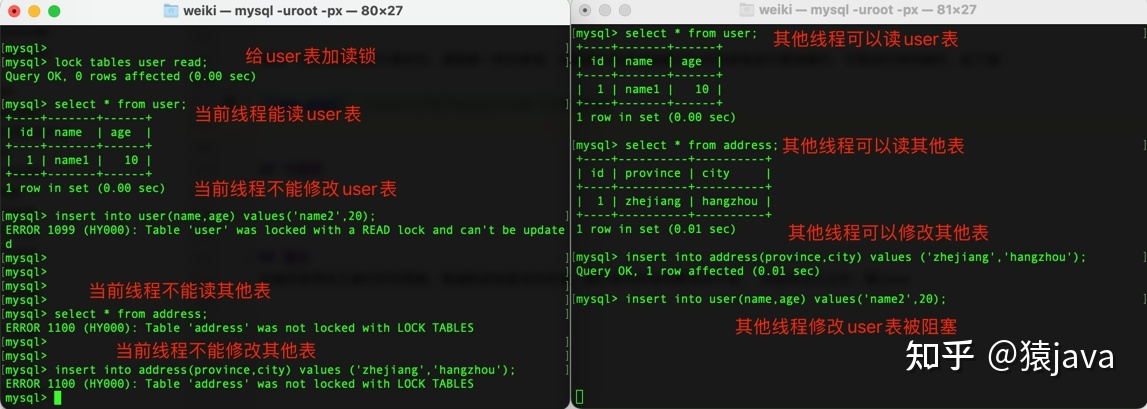 weiki — mysql -uroot -px — 80×27
mysql>
给user表加读锁
mysql> lock tables user read;
Query OK, 0 rows affected (0.00 sec)
mysql> select * from user;
当前线程能读user表
+----+-------+------+
| id | name  | age  |
+----+-------+------+
|  1 | name1 |   10 |
+----+-------+------+
1 row in set (0.00 sec)
当前线程不能修改user表
mysql> insert into user(name,age) values('name2',20);
ERROR 1099 (HY000): Table 'user' was locked with a READ lock and can't be update
d
mysql>
mysql>
mysql>
当前线程不能读其他表
mysql>
mysql> select * from address;
ERROR 1100 (HY000): Table 'address' was not locked with LOCK TABLES
mysql>
当前线程不能修改其他表
mysql>
mysql> insert into address(province,city) values ('zhejiang','hangzhou');
ERROR 1100 (HY000): Table 'address' was not locked with LOCK TABLES
mysql>
weiki — mysql -uroot -px — 81×27
mysql> select * from user;
其他线程可以读user表
+----+-------+------+
| id | name  | age  |
+----+-------+------+
|  1 | name1 |   10 |
+----+-------+------+
1 row in set (0.00 sec)
mysql> select * from address;
其他线程可以读其他表
+----+----------+----------+
| id | province | city     |
+----+----------+----------+
|  1 | zhejiang | hangzhou |
+----+----------+----------+
1 row in set (0.01 sec)
其他线程可以修改其他表
mysql> insert into address(province,city) values ('zhejiang','hangzhou');
Query OK, 1 row affected (0.01 sec)
mysql> insert into user(name,age) values('name2',20);
其他线程修改user表被阻塞
知乎 @猿java